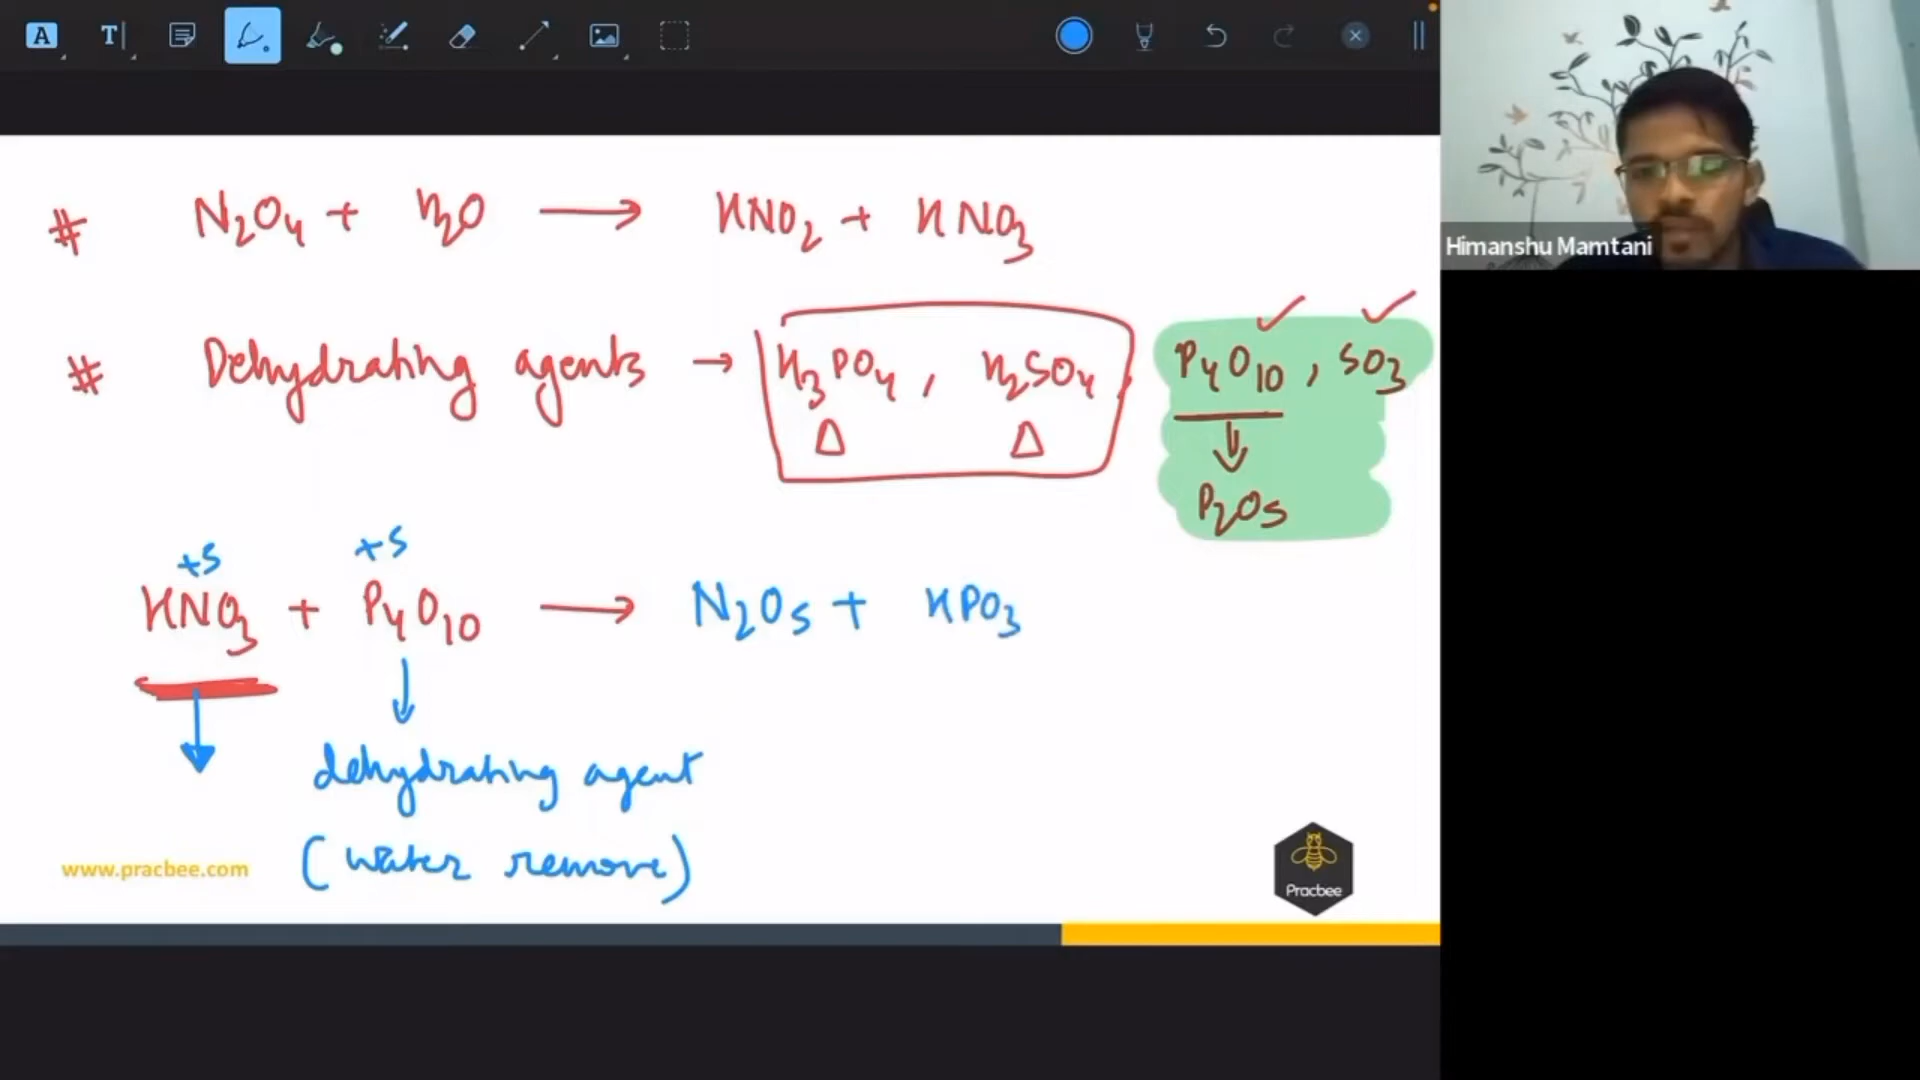 A T
# N2O4 + H2O → HNO2 + HNO3
Himanshu Mamtani
# Dehydrating agents → H3PO4, H2SO4, P4O10, SO3
Δ Δ
P2O5
+5 +5
HNO3 + P4O10 → N2O5 + HPO3
dehydrating agent
(water remove)
www.pracbee.com
Pracbee